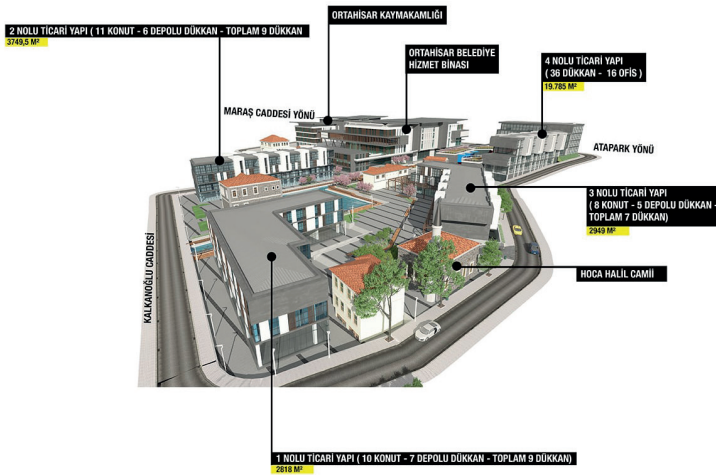 ORTAHİSAR KAYMAKAMLIĞI
2 NOLU TİCARİ YAPI ( 11 KONUT - 6 DEPOLU DÜKKAN - TOPLAM 9 DÜKKAN
3749,5 M²
ORTAHİSAR BELEDİYE
HİZMET BİNASI
4 NOLU TİCARİ YAPI
( 36 DÜKKAN - 16 OFİS )
19.785 M²
MARAŞ CADDESİ YÖNÜ
ATAPARK YÖNÜ
3 NOLU TİCARİ YAPI
( 8 KONUT - 5 DEPOLU DÜKKAN -
TOPLAM 7 DÜKKAN)
2949 M²
KALKANOĞLU CADDESİ
HOCA HALİL CAMİİ
1 NOLU TİCARİ YAPI ( 10 KONUT - 7 DEPOLU DÜKKAN - TOPLAM 9 DÜKKAN)
2818 M²